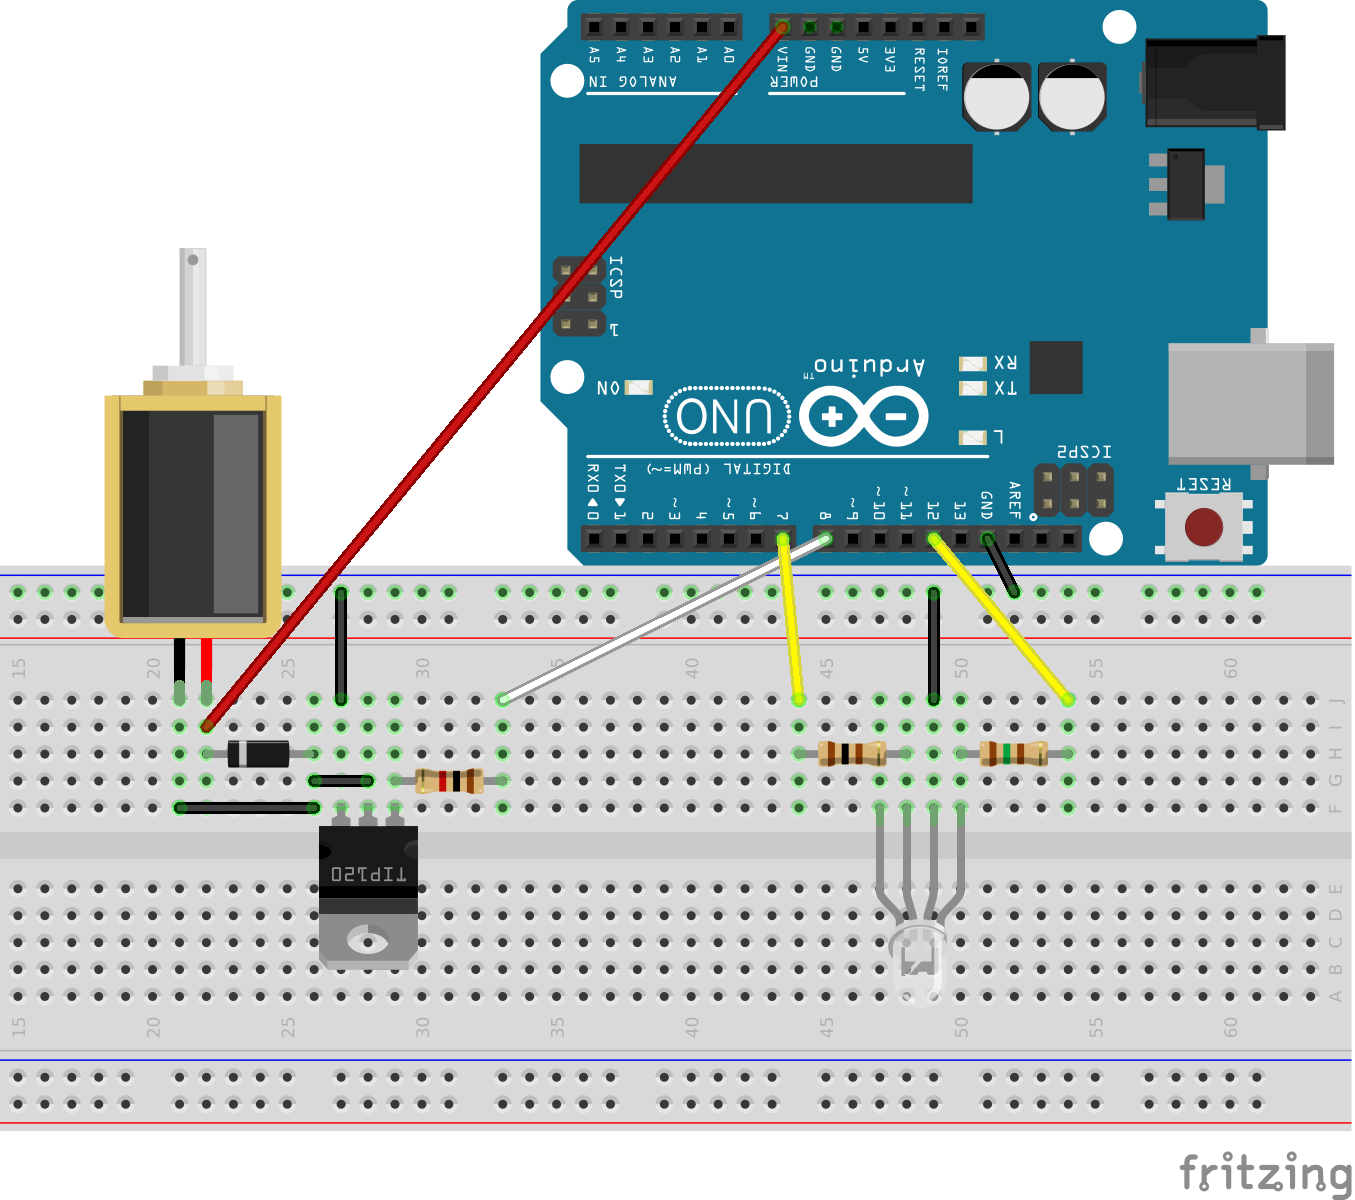 A5 A4 A3 A2 A1 A0 VIN GND GND 5V 3V3 RESET IOREF
ANALOG IN POWER
ICSP
1
ON
Arduino™
UNO
RX
TX
L
ICSP2
RESET
DIGITAL (PWM=~)
RX0◀0 TX0▶1 2 ~3 4 ~5 ~6 7 8 ~9 ~10 ~11 12 13 GND AREF
15 20 25 30 40 45 50 55 60
J
I
H
G
F
TIP120
E
D
C
B
A
15 20 25 30 35 40 45 50 55 60
fritzing